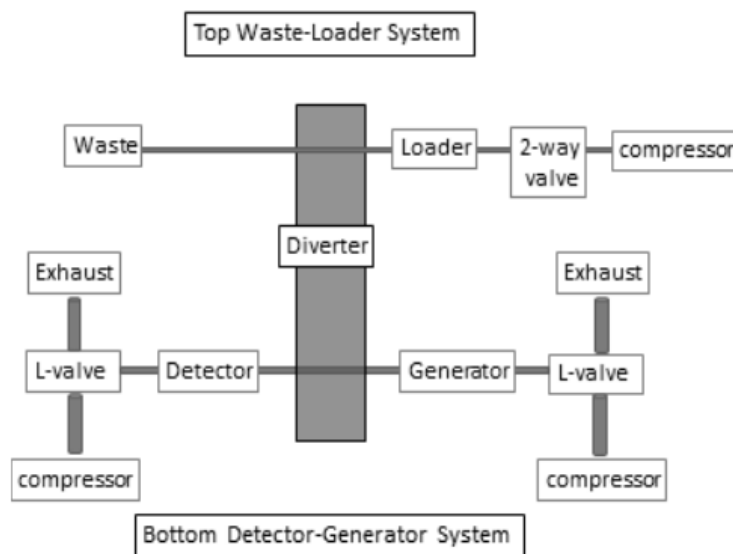 Top Waste-Loader System
Waste
Loader
2-way
valve
compressor
Diverter
Exhaust
Exhaust
L-valve
Detector
Generator
L-valve
compressor
compressor
Bottom Detector-Generator System